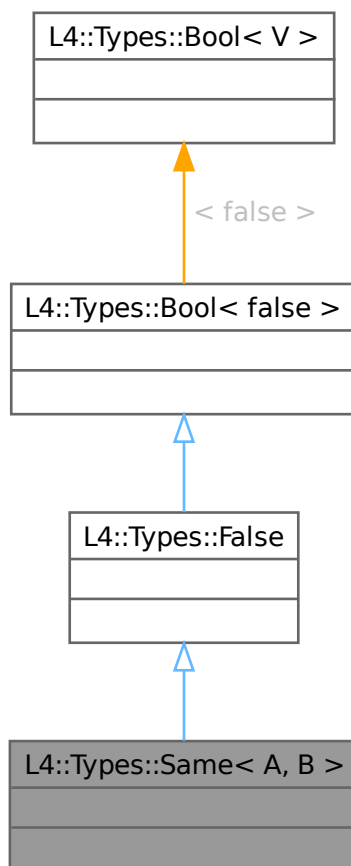 L4::Types::Bool< V >
< false >
L4::Types::Bool< false >
L4::Types::False
L4::Types::Same< A, B >